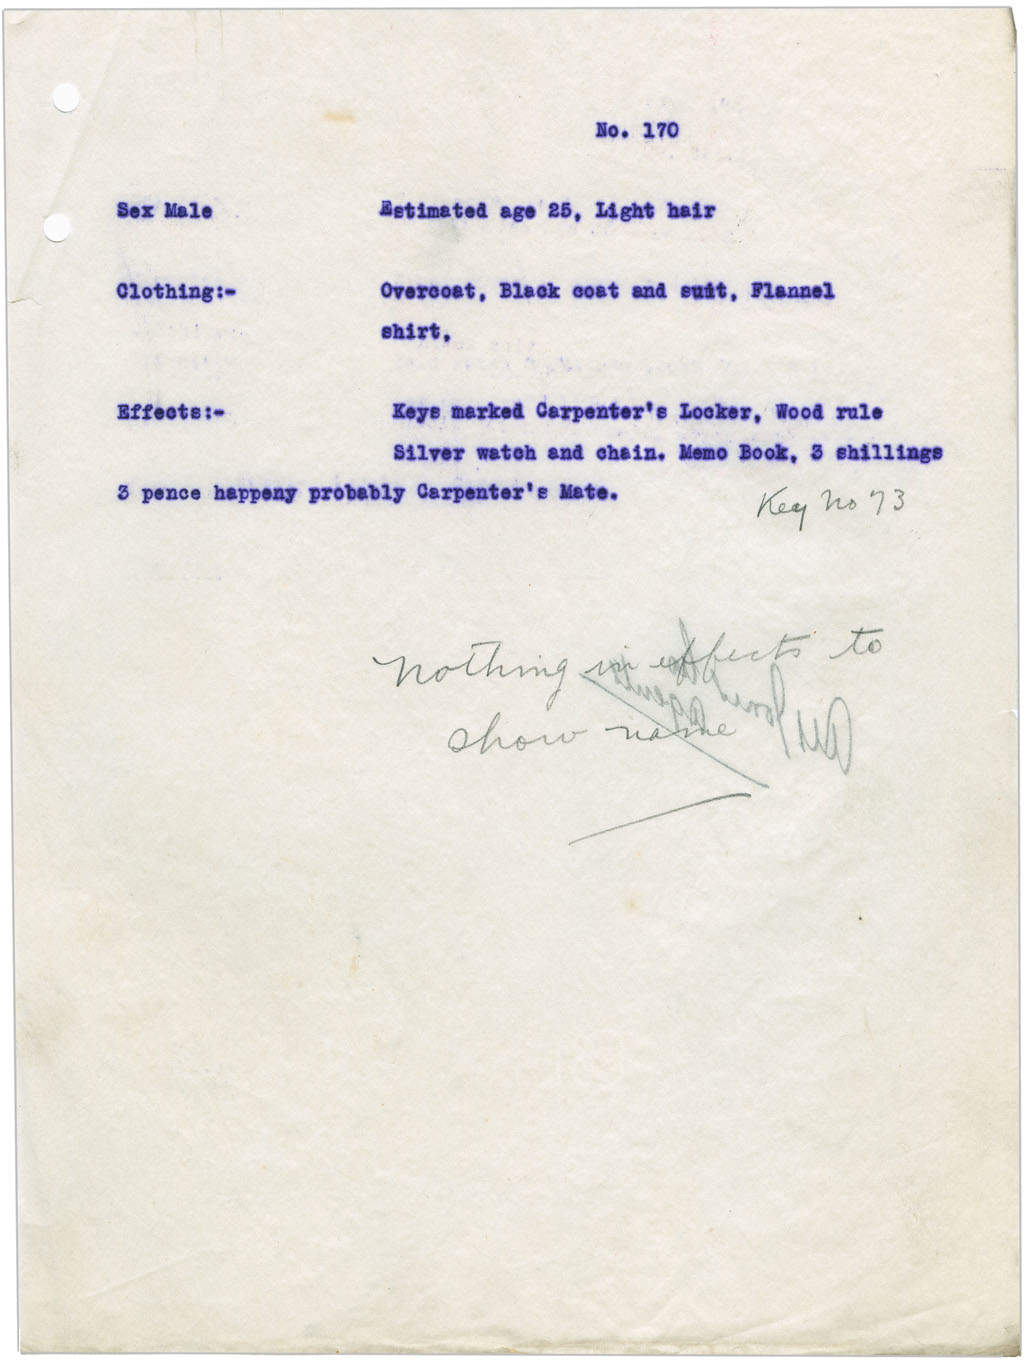 No. 170
Sex Male Estimated age 25, Light hair
Clothing:- Overcoat, Black coat and suit, Flannel
shirt,
Effects:- Keys marked Carpenter's Locker, Wood rule
Silver watch and chain. Memo Book, 3 shillings
3 pence happeny probably Carpenter's Mate.
Key No 73
Nothing in effects to
show name